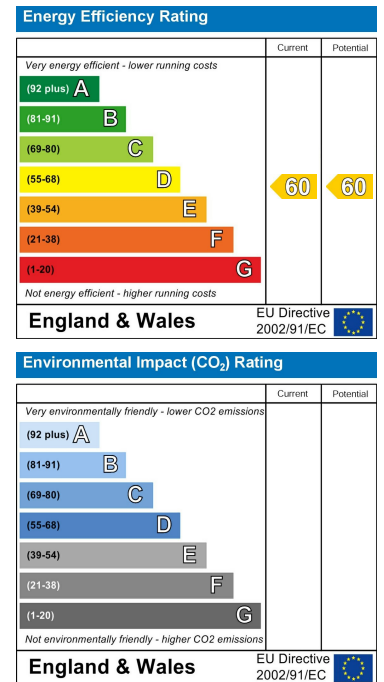 Energy Efficiency Rating
Current Potential
Very energy efficient - lower running costs
(92 plus) A
(81-91) B
(69-80) C
(55-68) D
60 60
(39-54) E
(21-38) F
(1-20) G
Not energy efficient - higher running costs
England & Wales
EU Directive
2002/91/EC
Environmental Impact (CO₂) Rating
Current Potential
Very environmentally friendly - lower CO2 emissions
(92 plus) A
(81-91) B
(69-80) C
(55-68) D
(39-54) E
(21-38) F
(1-20) G
Not environmentally friendly - higher CO2 emissions
England & Wales
EU Directive
2002/91/EC